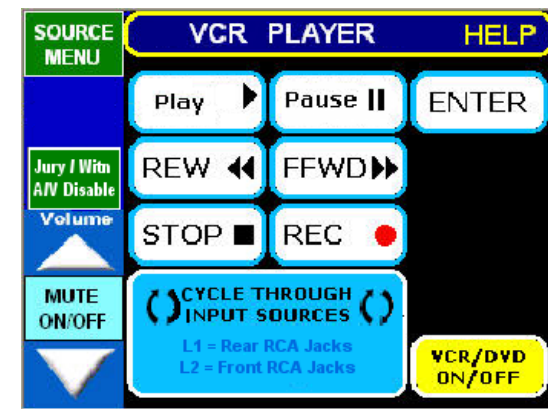 SOURCE
MENU
VCR PLAYER
HELP
Play
Pause
ENTER
Jury / Witn
A/V Disable
REW
FFWD
Volume
STOP
REC
MUTE
ON/OFF
CYCLE THROUGH
INPUT SOURCES
L1 = Rear RCA Jacks
L2 = Front RCA Jacks
VCR/DVD
ON/OFF